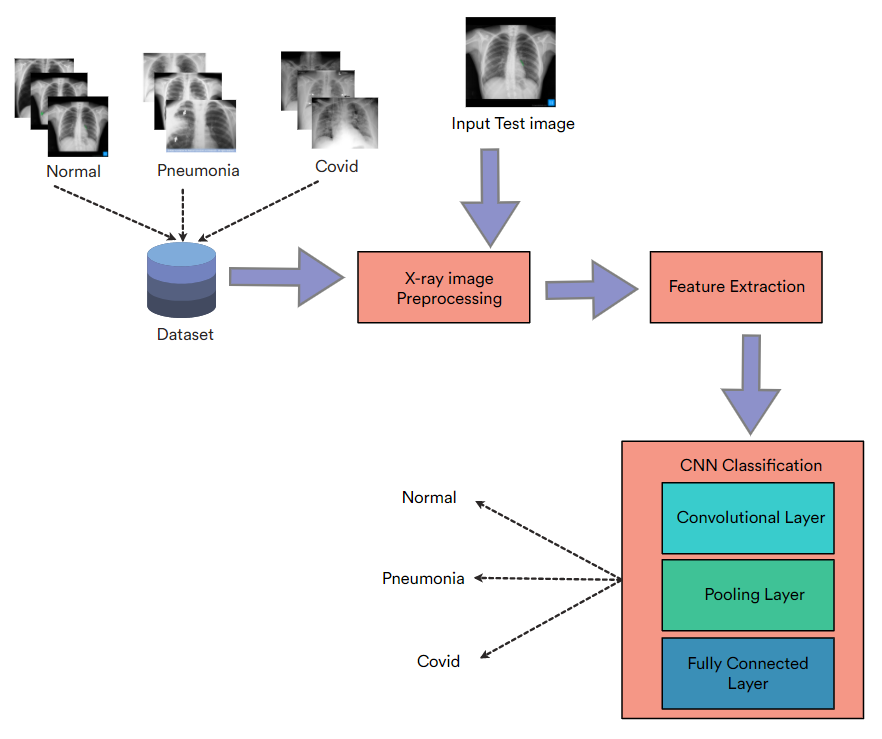 Input Test image
Normal
Pneumonia
Covid
Dataset
X-ray image
Preprocessing
Feature Extraction
CNN Classification
Convolutional Layer
Pooling Layer
Fully Connected
Layer
Normal
Pneumonia
Covid